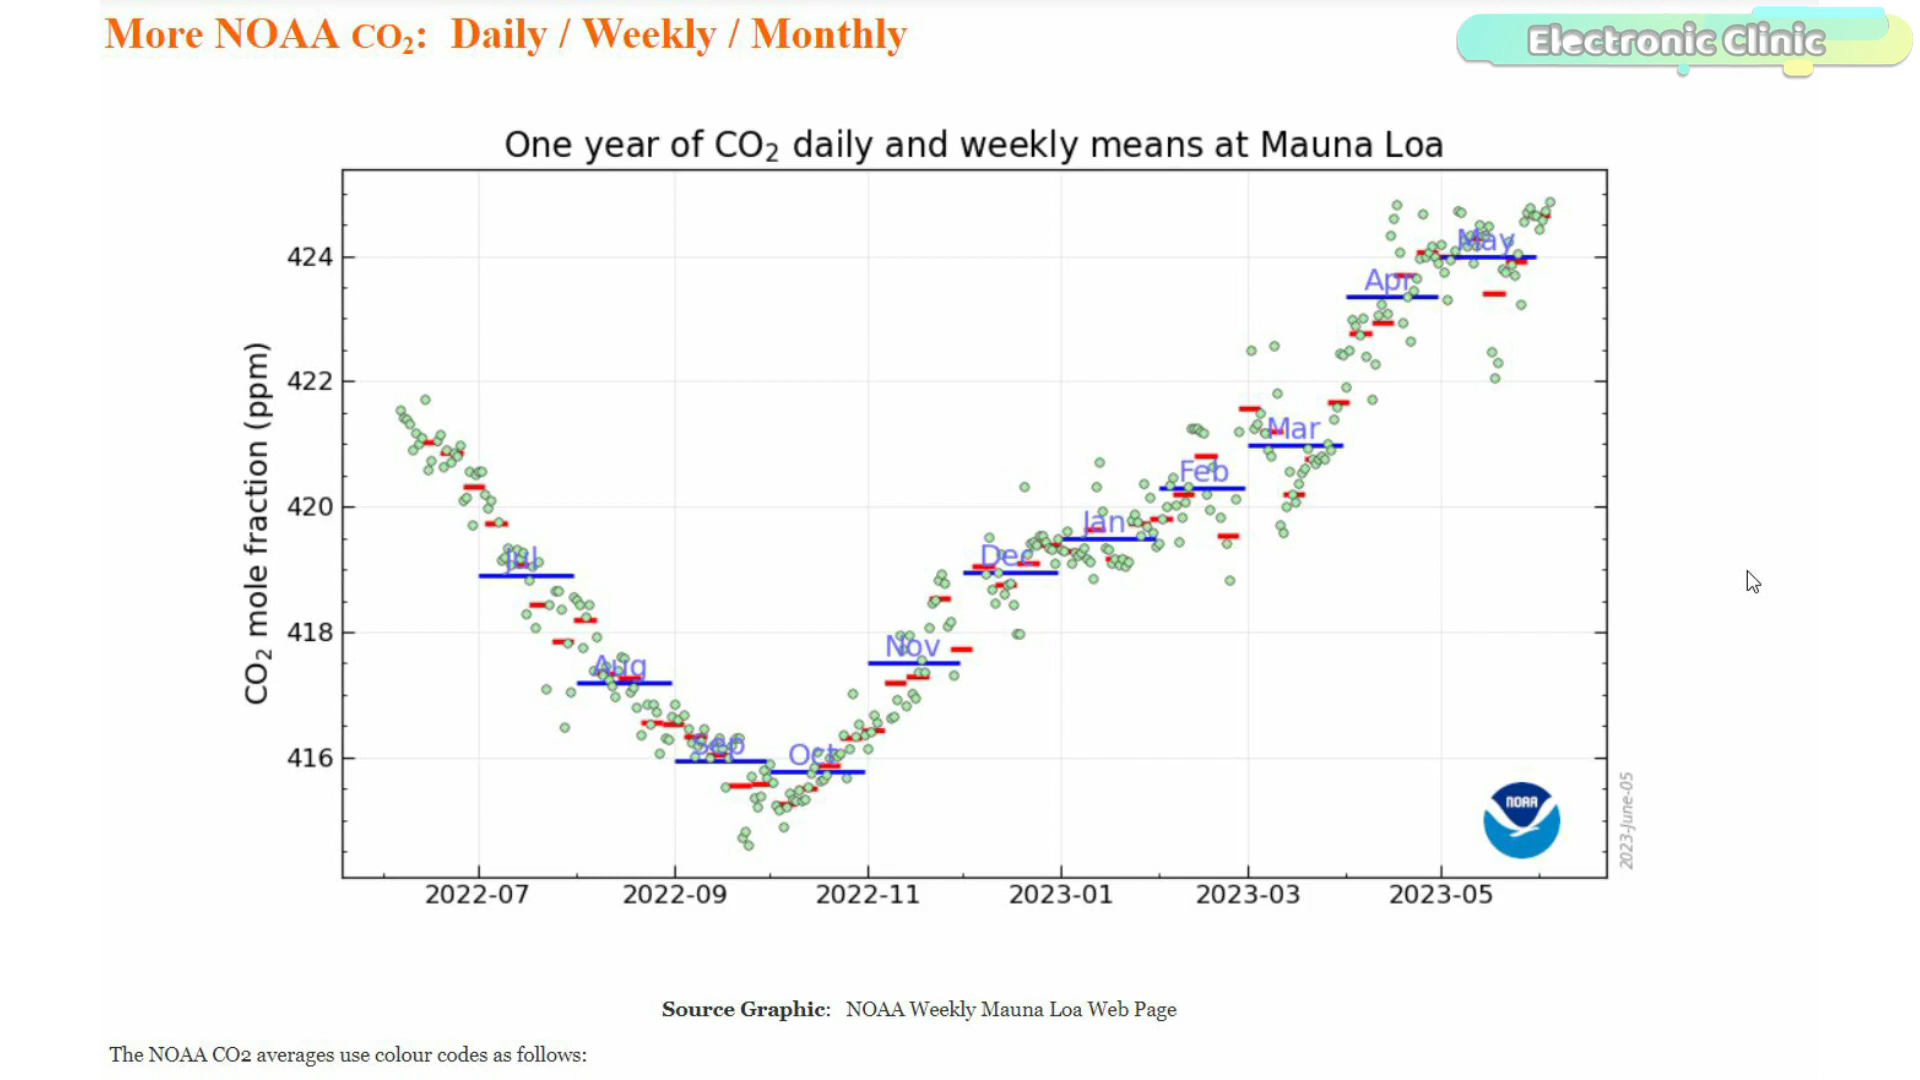 More NOAA CO₂: Daily / Weekly / Monthly
Electronic Clinic
One year of CO₂ daily and weekly means at Mauna Loa
CO₂ mole fraction (ppm)
424
422
420
418
416
Jul
Aug
Sep
Oct
Nov
Dec
Jan
Feb
Mar
Apr
May
NOAA
2023-June-05
2022-07 2022-09 2022-11 2023-01 2023-03 2023-05
Source Graphic: NOAA Weekly Mauna Loa Web Page
The NOAA CO2 averages use colour codes as follows: